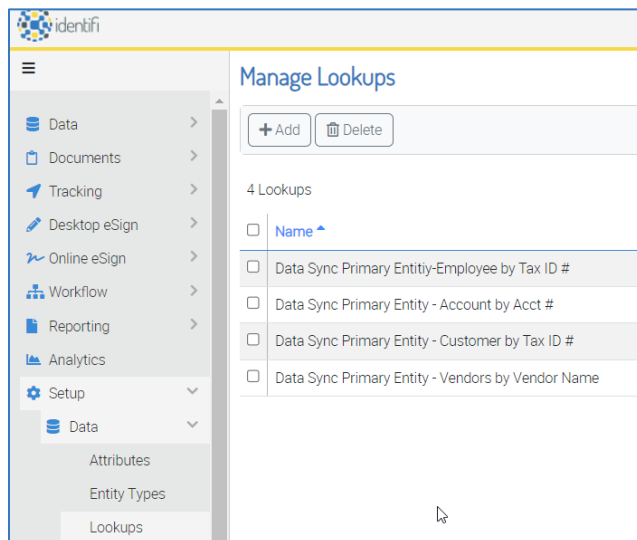 identifi
Manage Lookups
Data
Documents
Tracking
Desktop eSign
Online eSign
Workflow
Reporting
Analytics
Setup
Data
Attributes
Entity Types
Lookups
Add Delete
4 Lookups
Name
Data Sync Primary Entitiy-Employee by Tax ID #
Data Sync Primary Entity - Account by Acct #
Data Sync Primary Entity - Customer by Tax ID #
Data Sync Primary Entity - Vendors by Vendor Name